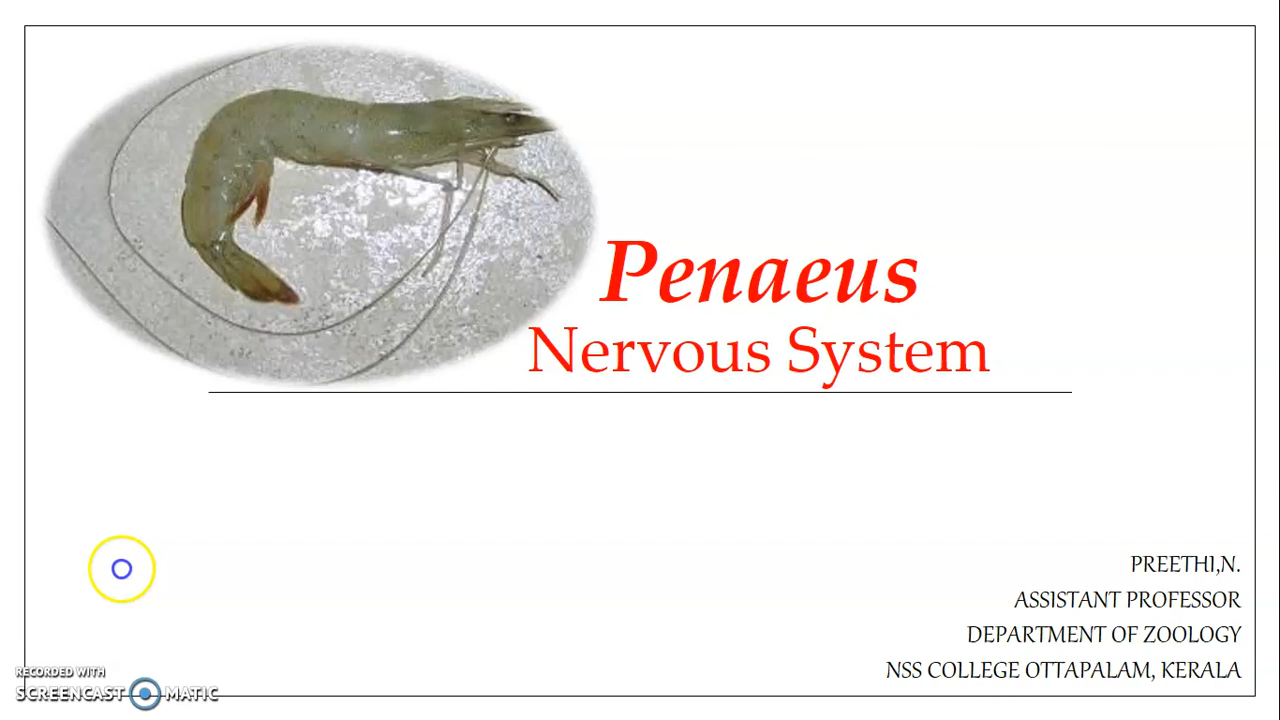 Penaeus
Nervous System
PREETHI,N.
ASSISTANT PROFESSOR
DEPARTMENT OF ZOOLOGY
NSS COLLEGE OTTAPALAM, KERALA
RECORDED WITH
SCREENCAST MATIC